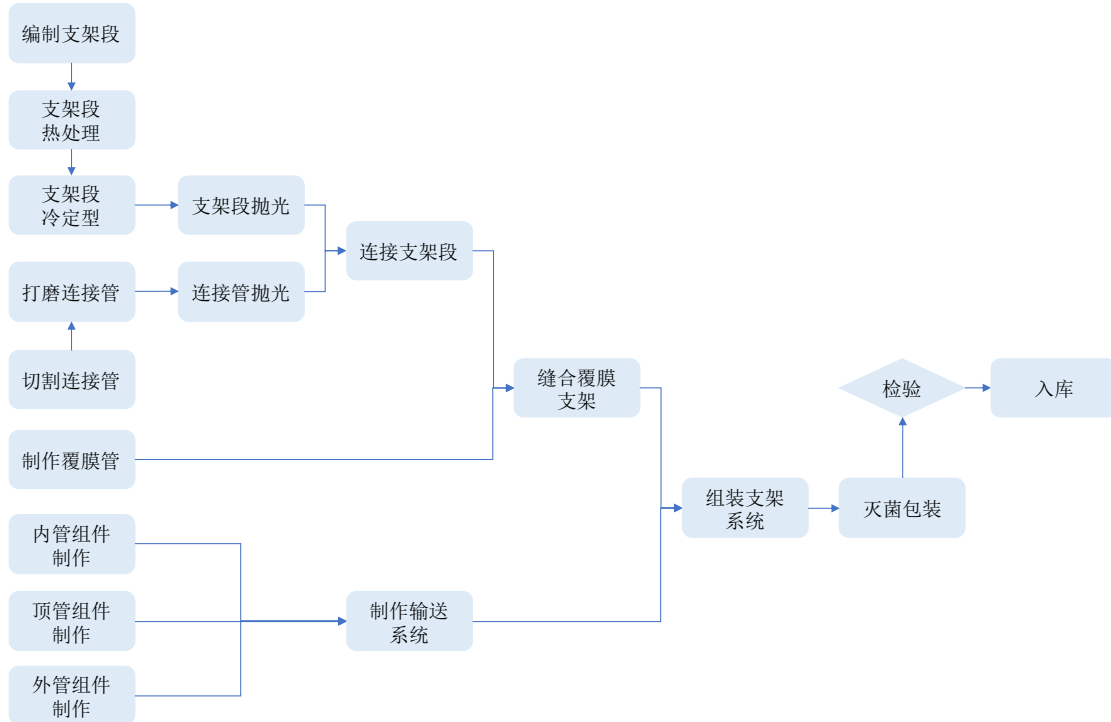 编制支架段
支架段
热处理
支架段
冷定型
支架段抛光
连接支架段
打磨连接管
连接管抛光
切割连接管
缝合覆膜
支架
检验
入库
制作覆膜管
组装支架
系统
灭菌包装
内管组件
制作
顶管组件
制作
制作输送
系统
外管组件
制作